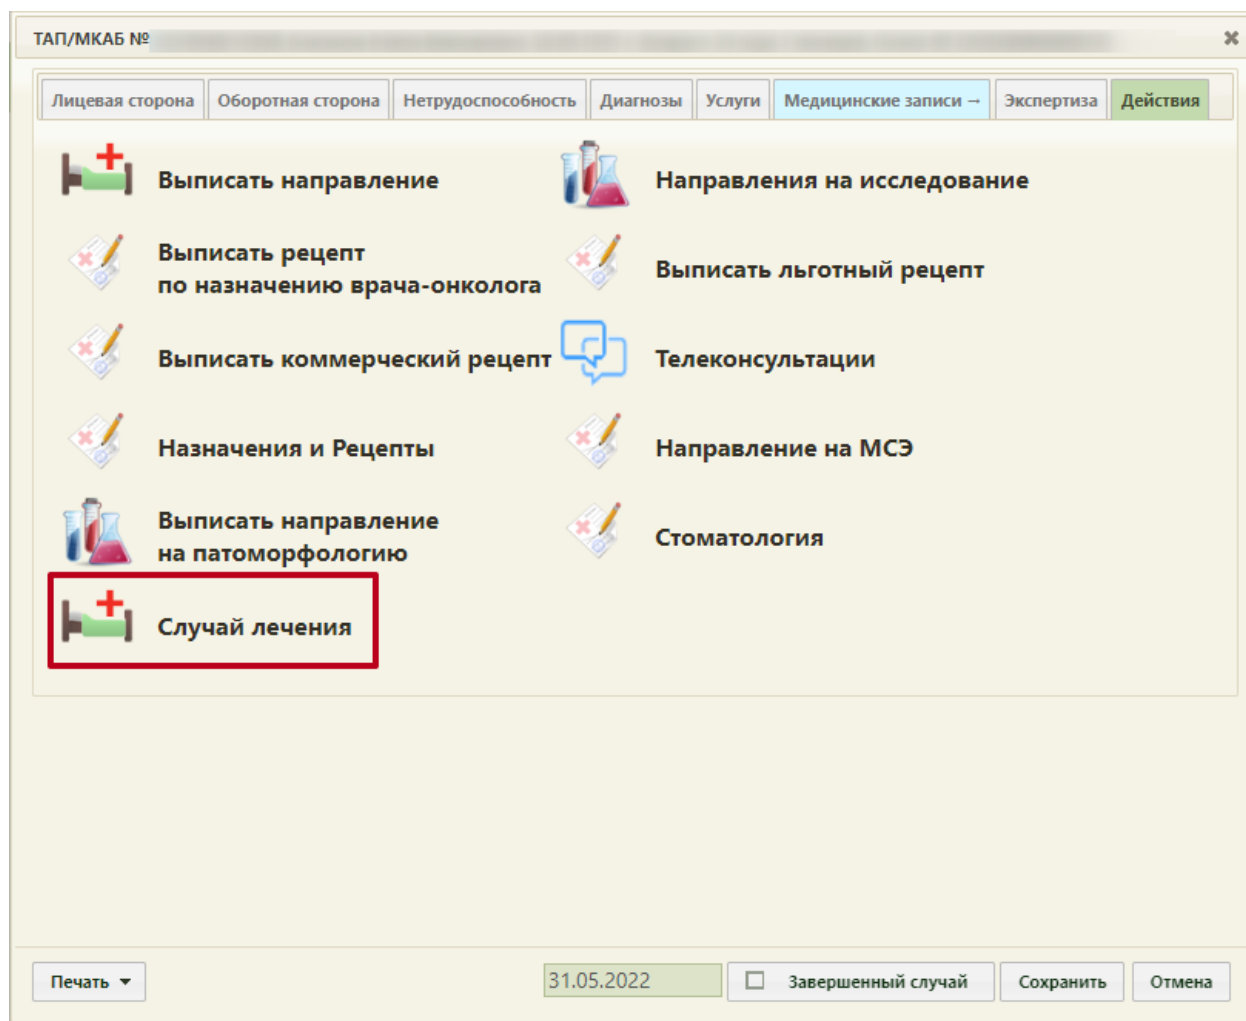 ТАП/МКАБ №
Лицевая сторона
Оборотная сторона
Нетрудоспособность
Диагнозы
Услуги
Медицинские записи →
Экспертиза
Действия
Выписать направление
Направления на исследование
Выписать рецепт
по назначению врача-онколога
Выписать льготный рецепт
Выписать коммерческий рецепт
Телеконсультации
Назначения и Рецепты
Направление на МСЭ
Выписать направление
на патоморфологию
Стоматология
Случай лечения
Печать
31.05.2022
Завершенный случай
Сохранить
Отмена